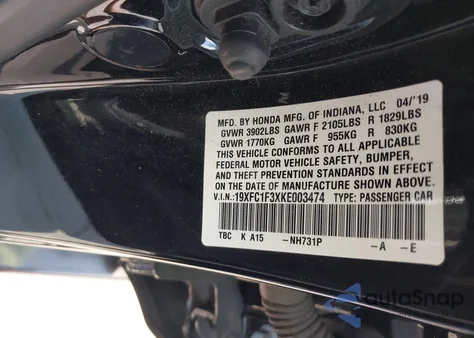 MFD. BY HONDA MFG. OF INDIANA, LLC 04/'19
GVWR 3902LBS GAWR F 2105LBS R 1829LBS
GVWR 1770KG GAWR F 955KG R 830KG
THIS VEHICLE CONFORMS TO ALL APPLICABLE
FEDERAL MOTOR VEHICLE SAFETY, BUMPER,
AND THEFT PREVENTION STANDARDS IN EFFECT
ON THE DATE OF MANUFACTURE SHOWN ABOVE.
V.I.N.:19XFC1F3XKE003474 TYPE: PASSENGER CAR
TBC K A15 -NH731P -A -E
autoSnap